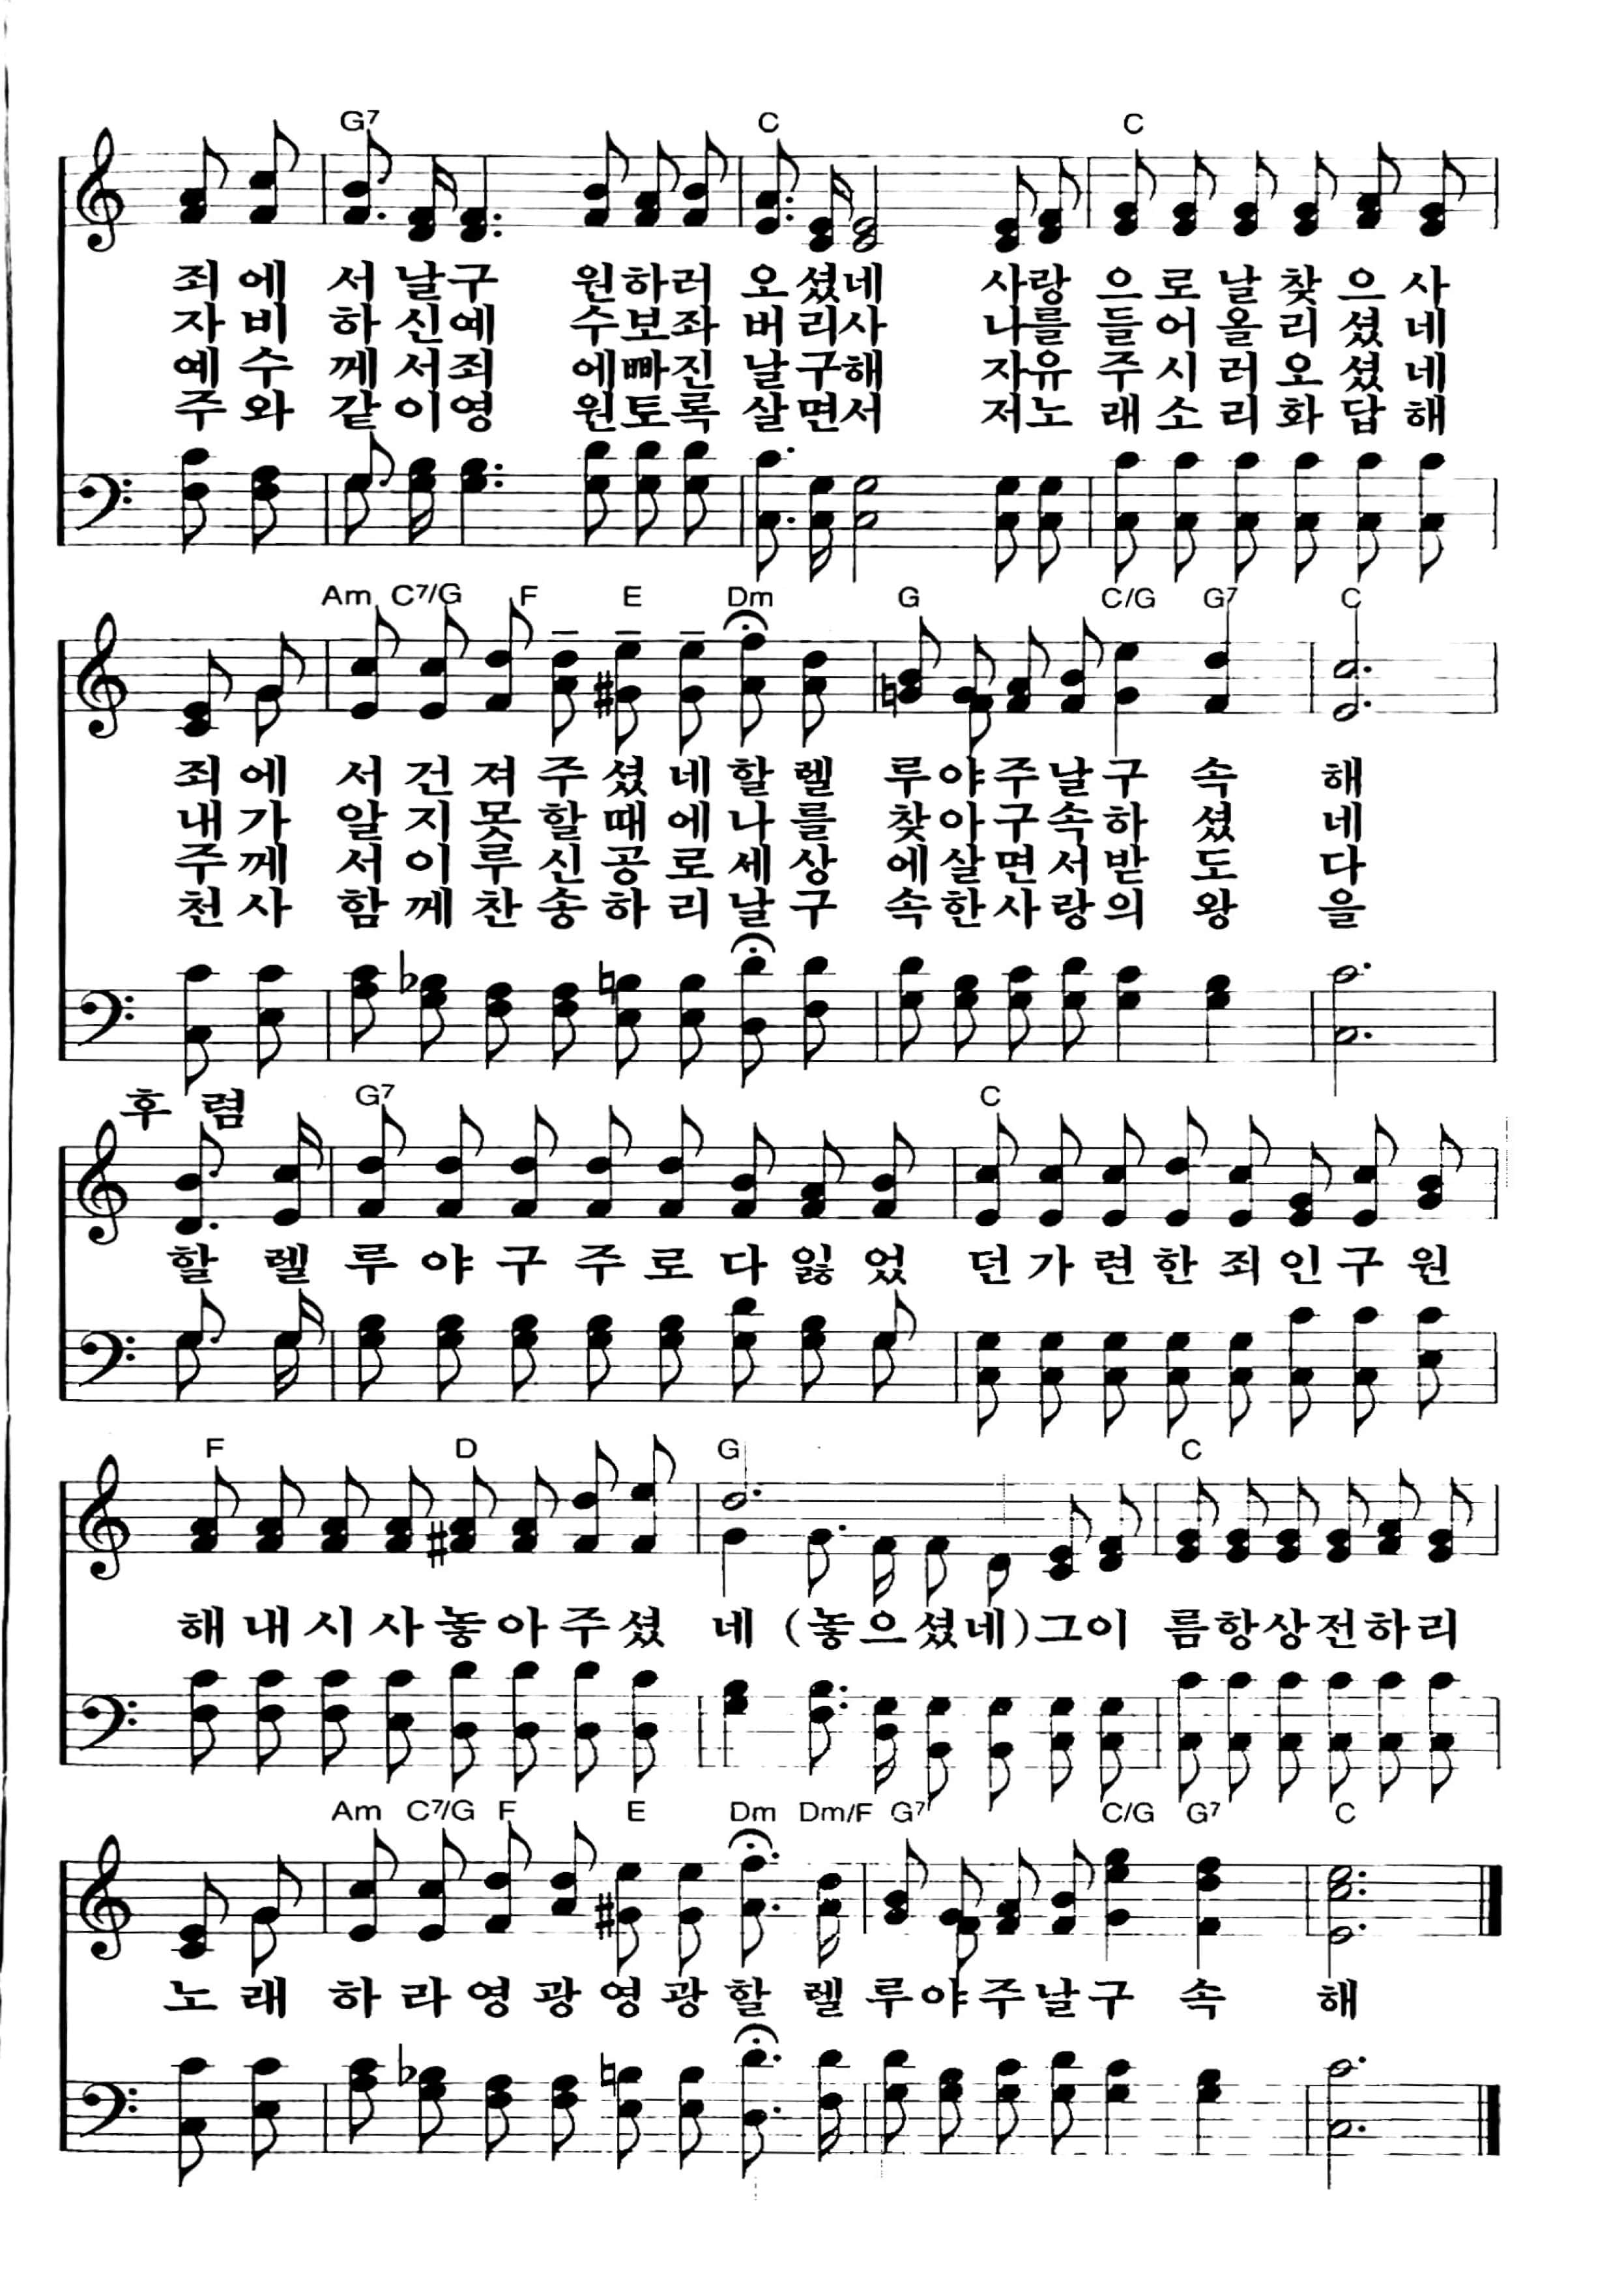 G7 C C
죄 에 서 날구 원하러 오 셨네 사랑 으 로 날 찾 으 사
자 비 하 신예 수보좌 버 리사 나를 들 어 올 리 셨 네
예 수 께 서죄 에빠진 날 구해 자유 주 시 러 오 셨 네
주 와 같 이영 원토록 살 면서 저노 래 소 리 화 답 해
Am C7/G F E Dm G C/G G7 C
죄 에 서 건 져 주 셨 네 할 렐 루 야 주 날 구 속 해
내 가 알 지 못 할 때 에 나 를 찾 아 구 속 하 셨 네
주 께 서 이 루 신 공 로 세 상 에 살 면 서 받 도 다
천 사 함 께 찬 송 하 리 날 구 속 한 사 랑 의 왕 을
후 렴
G7 C
할 렐 루 야 구 주 로 다 잃 었 던 가 련 한 죄 인 구 원
F D G C
해 내 시 사 놓 아 주 셨 네 (놓으셨네)그이 름항상전하리
Am C7/G F E Dm Dm/F G7 C/G G7 C
노 래 하 라 영 광 영 광 할 렐 루 야 주 날 구 속 해